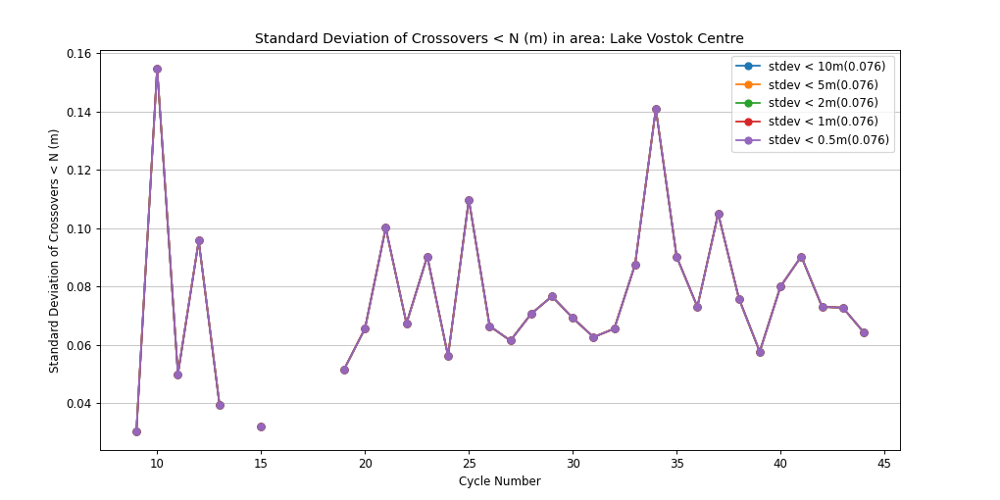 Standard Deviation of Crossovers < N (m) in area: Lake Vostok Centre
Standard Deviation of Crossovers < N (m)
0.16
0.14
0.12
0.10
0.08
0.06
0.04
stdev < 10m(0.076)
stdev < 5m(0.076)
stdev < 2m(0.076)
stdev < 1m(0.076)
stdev < 0.5m(0.076)
10 15 20 25 30 35 40 45
Cycle Number